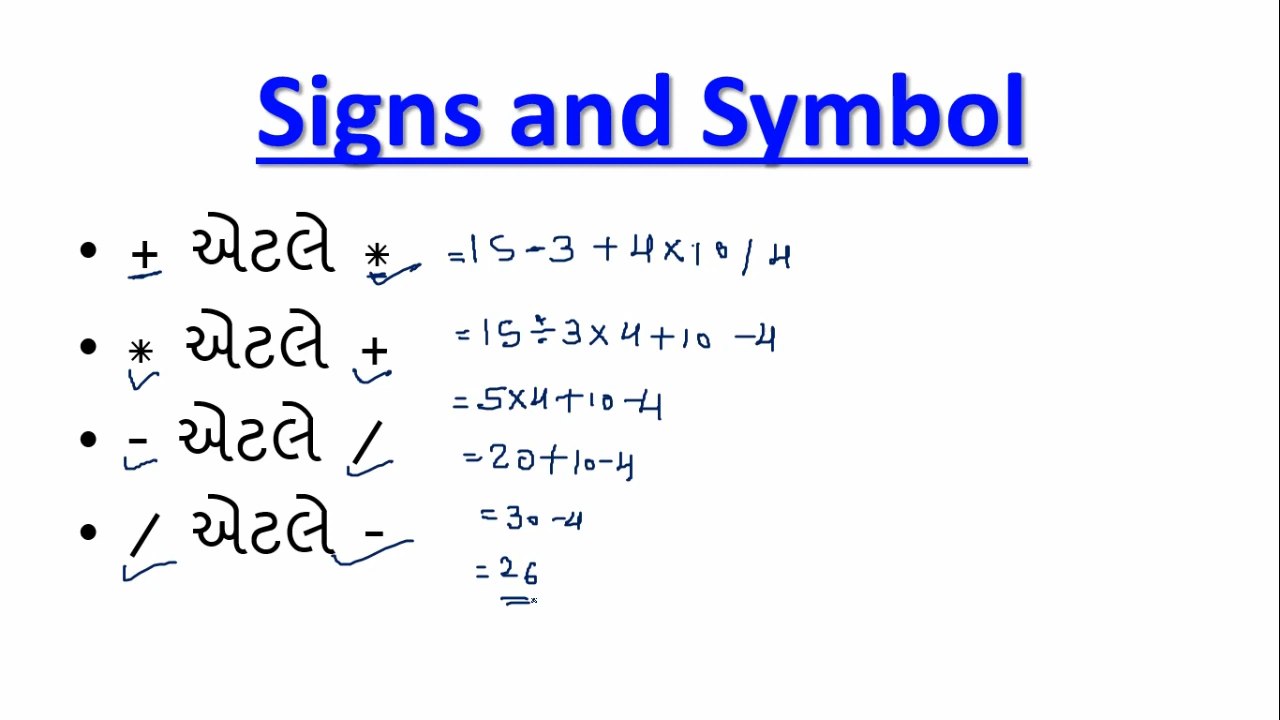 Signs and Symbol
• + એટલે * =15-3+4×10/4
• * એટલે + =15÷3×4+10-4
=5×4+10-4
• - એટલે / =20+10-4
• / એટલે - =30-4
=26